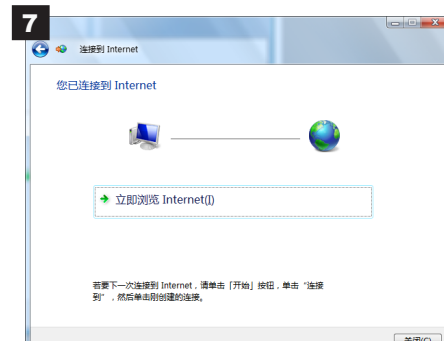 7
连接到 Internet
您已连接到 Internet
立即浏览 Internet(I)
若要下一次连接到 Internet，请单击「开始」按钮，单击“连接
到”，然后单击刚创建的连接。
关闭(C)